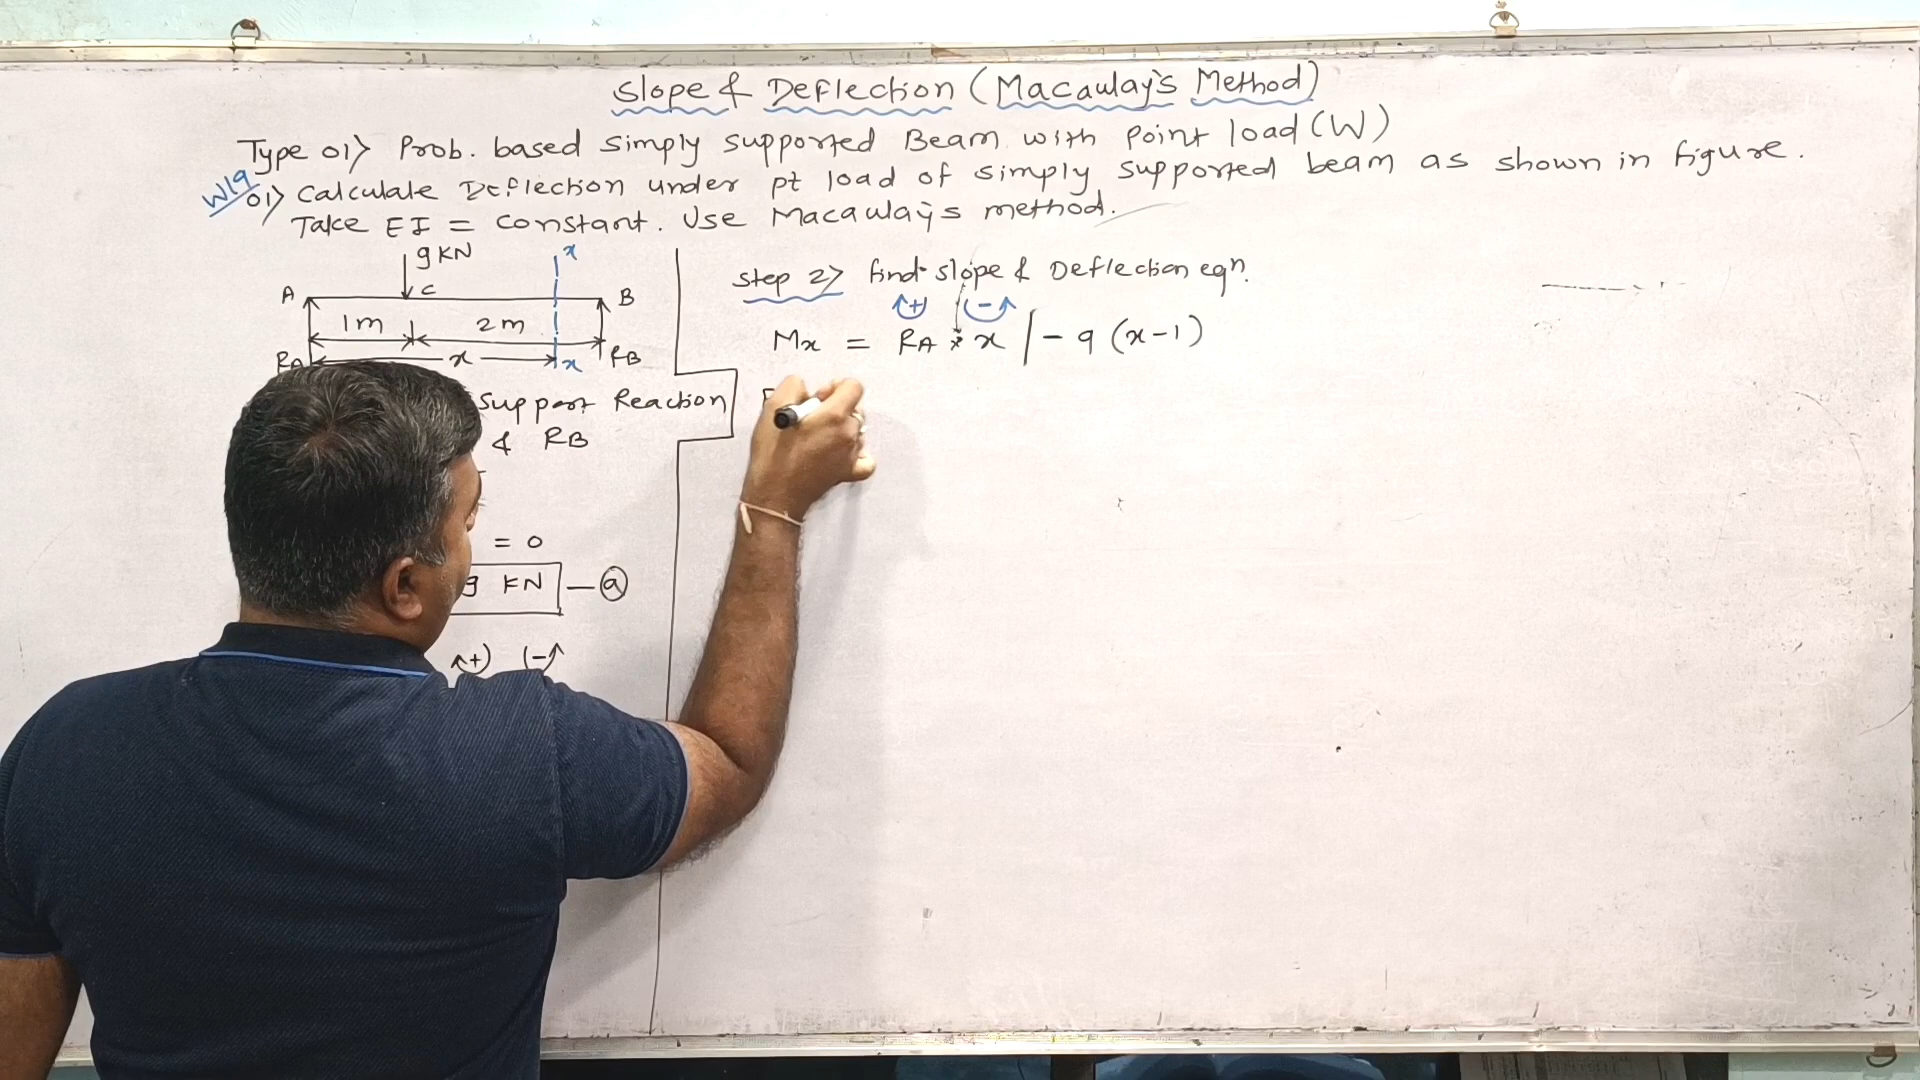 Slope & Deflection (Macaulay's Method)
Type 01> Prob. based simply supported Beam with point load (W)
W19
01> Calculate Deflection under pt load of simply supported beam as shown in figure.
Take EI = constant. Use Macaulay's method.
9 KN
x
A
C
B
1m
2m
RA
x
x
RB
Support Reaction
& RB
= 0
9 KN — a
+) (-
Step 2> find slope & Deflection eqn.
(+) (-)
Mx = RA * x | - 9 (x-1)